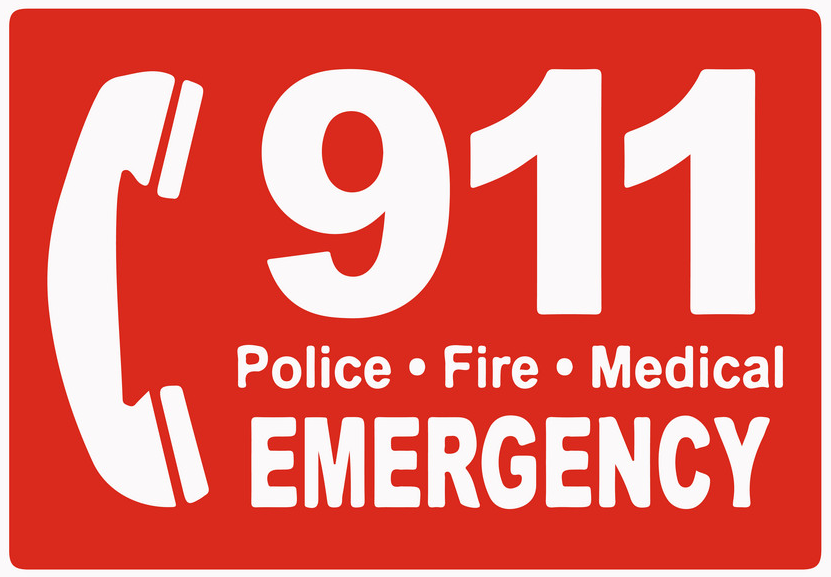 911
Police • Fire • Medical
EMERGENCY